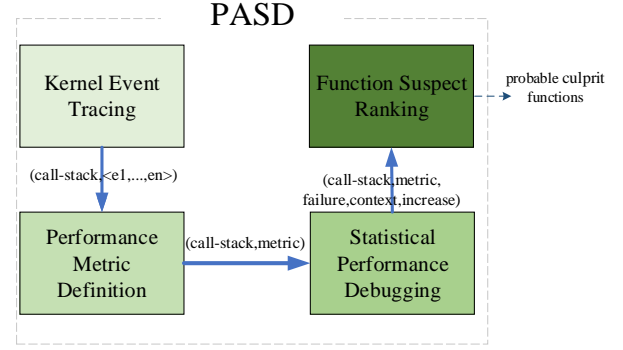 PASD
Kernel Event
Tracing
Function Suspect
Ranking
probable culprit
functions
(call-stack,<e1,...,en>)
(call-stack,metric,
failure,context,increase)
Performance
Metric
Definition
(call-stack,metric)
Statistical
Performance
Debugging